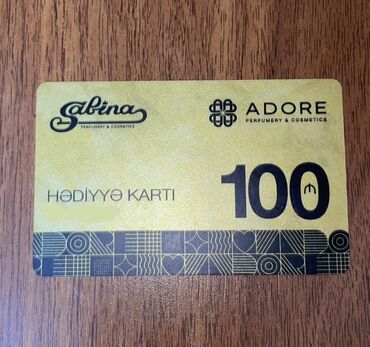 Sabina
PERFUMERY & COSMETICS
ADORE
PERFUMERY & COSMETICS
HƏDİYYƏ KARTI
100 ₼